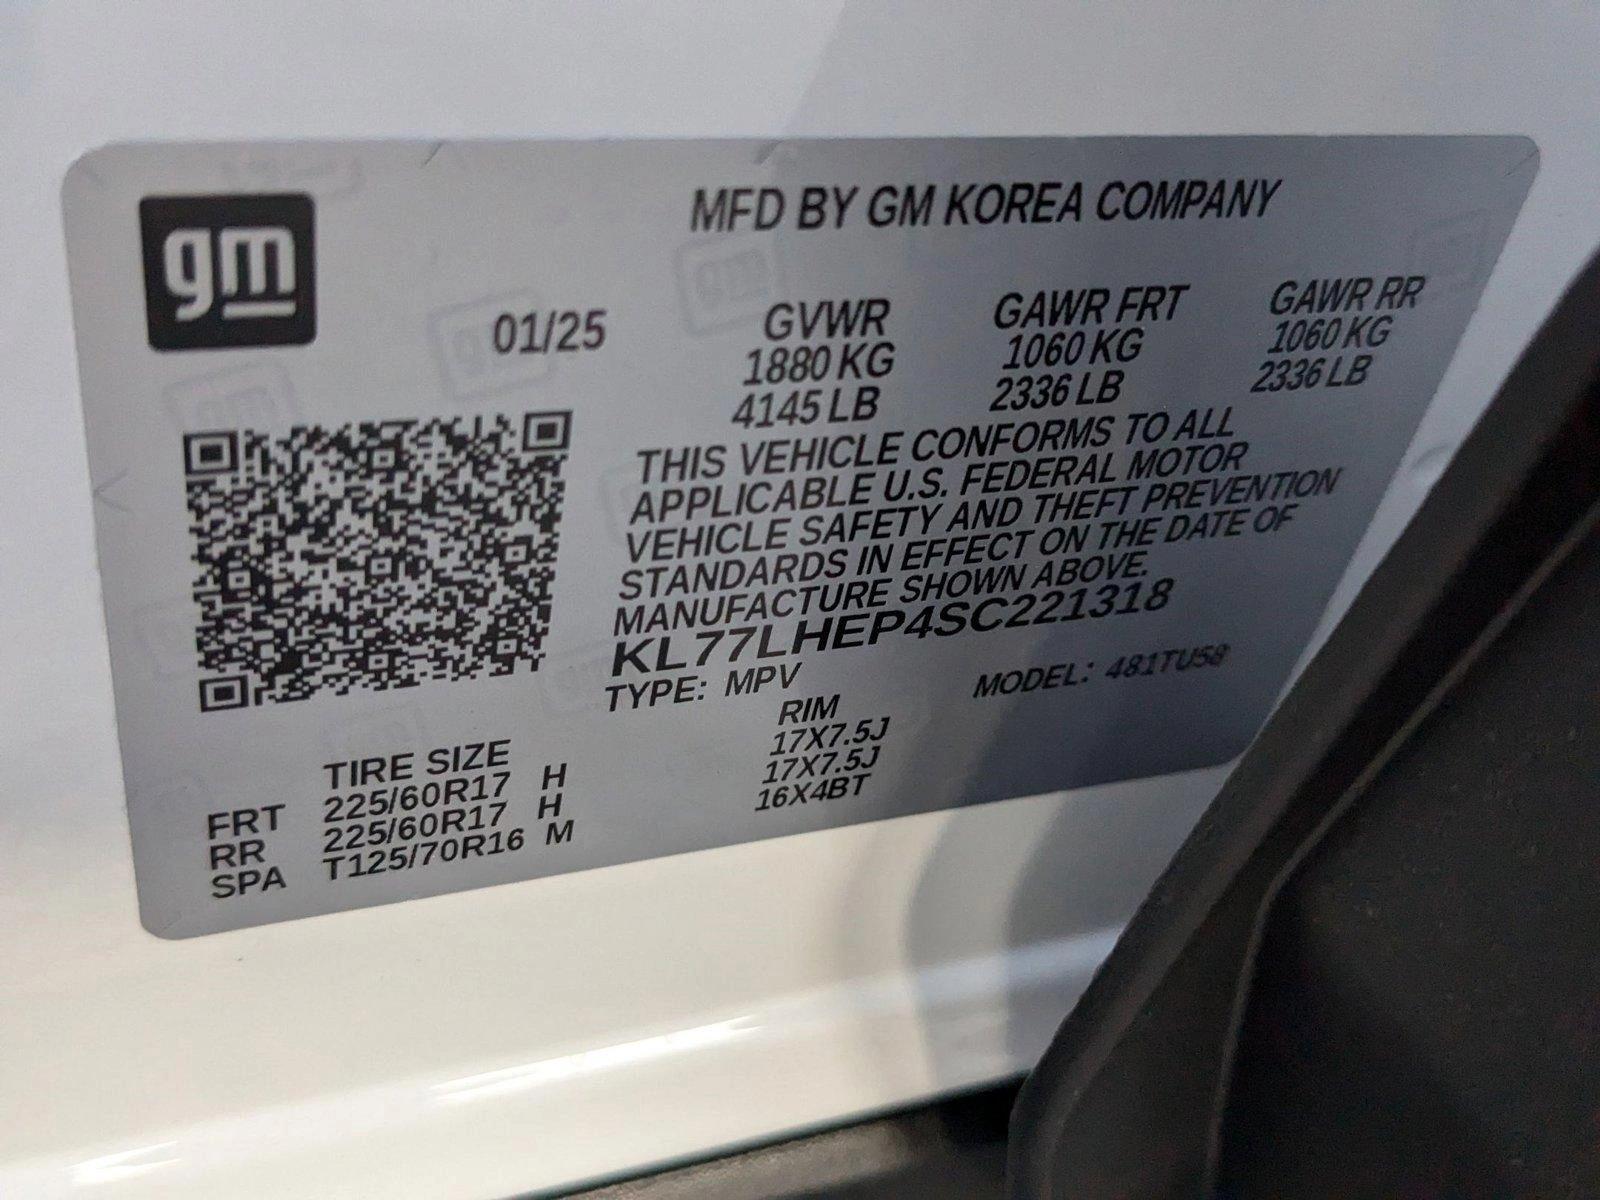 gm
MFD BY GM KOREA COMPANY
01/25
GVWR GAWR FRT GAWR RR
1880 KG 1060 KG 1060 KG
4145 LB 2336 LB 2336 LB
THIS VEHICLE CONFORMS TO ALL
APPLICABLE U.S. FEDERAL MOTOR
VEHICLE SAFETY AND THEFT PREVENTION
STANDARDS IN EFFECT ON THE DATE OF
MANUFACTURE SHOWN ABOVE.
KL77LHEP4SC221318
TYPE: MPV MODEL: 481TU58
TIRE SIZE RIM
FRT 225/60R17 H 17X7.5J
RR 225/60R17 H 17X7.5J
SPA T125/70R16 M 16X4BT